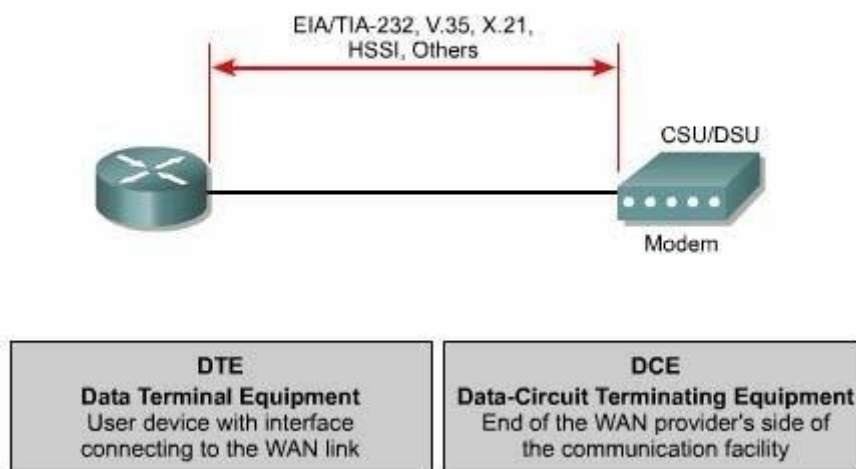 EIA/TIA-232, V.35, X.21,
HSSI, Others
CSU/DSU
Modem
DTE
Data Terminal Equipment
User device with interface
connecting to the WAN link
DCE
Data-Circuit Terminating Equipment
End of the WAN provider's side of
the communication facility